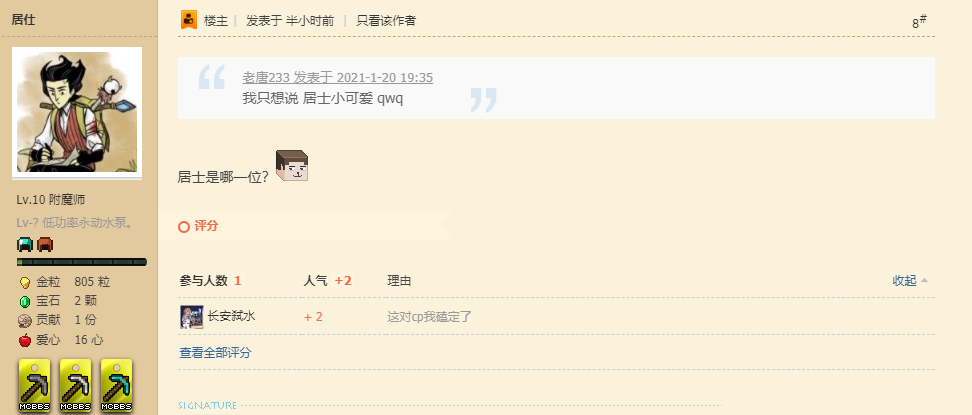 居仕
楼主 | 发表于 半小时前 | 只看该作者
8#
老唐233 发表于 2021-1-20 19:35
我只想说 居士小可爱 qwq
居士是哪一位?
Lv.10 附魔师
Lv-? 低功率永动水泵。
金粒 805 粒
宝石 2 颗
贡献 1 份
爱心 16 心
MCBBS MCBBS MCBBS
评分
参与人数 1 人气 +2 理由 收起
长安弑水 + 2 这对cp我磕定了
查看全部评分
SIGNATURE